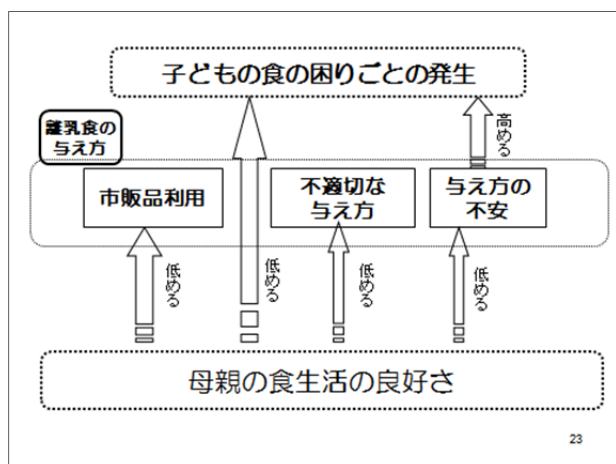 子どもの食の困りごとの発生
離乳食の
与え方
高める
市販品利用
不適切な
与え方
与え方の
不安
低める
低める
低める
低める
母親の食生活の良好さ
23